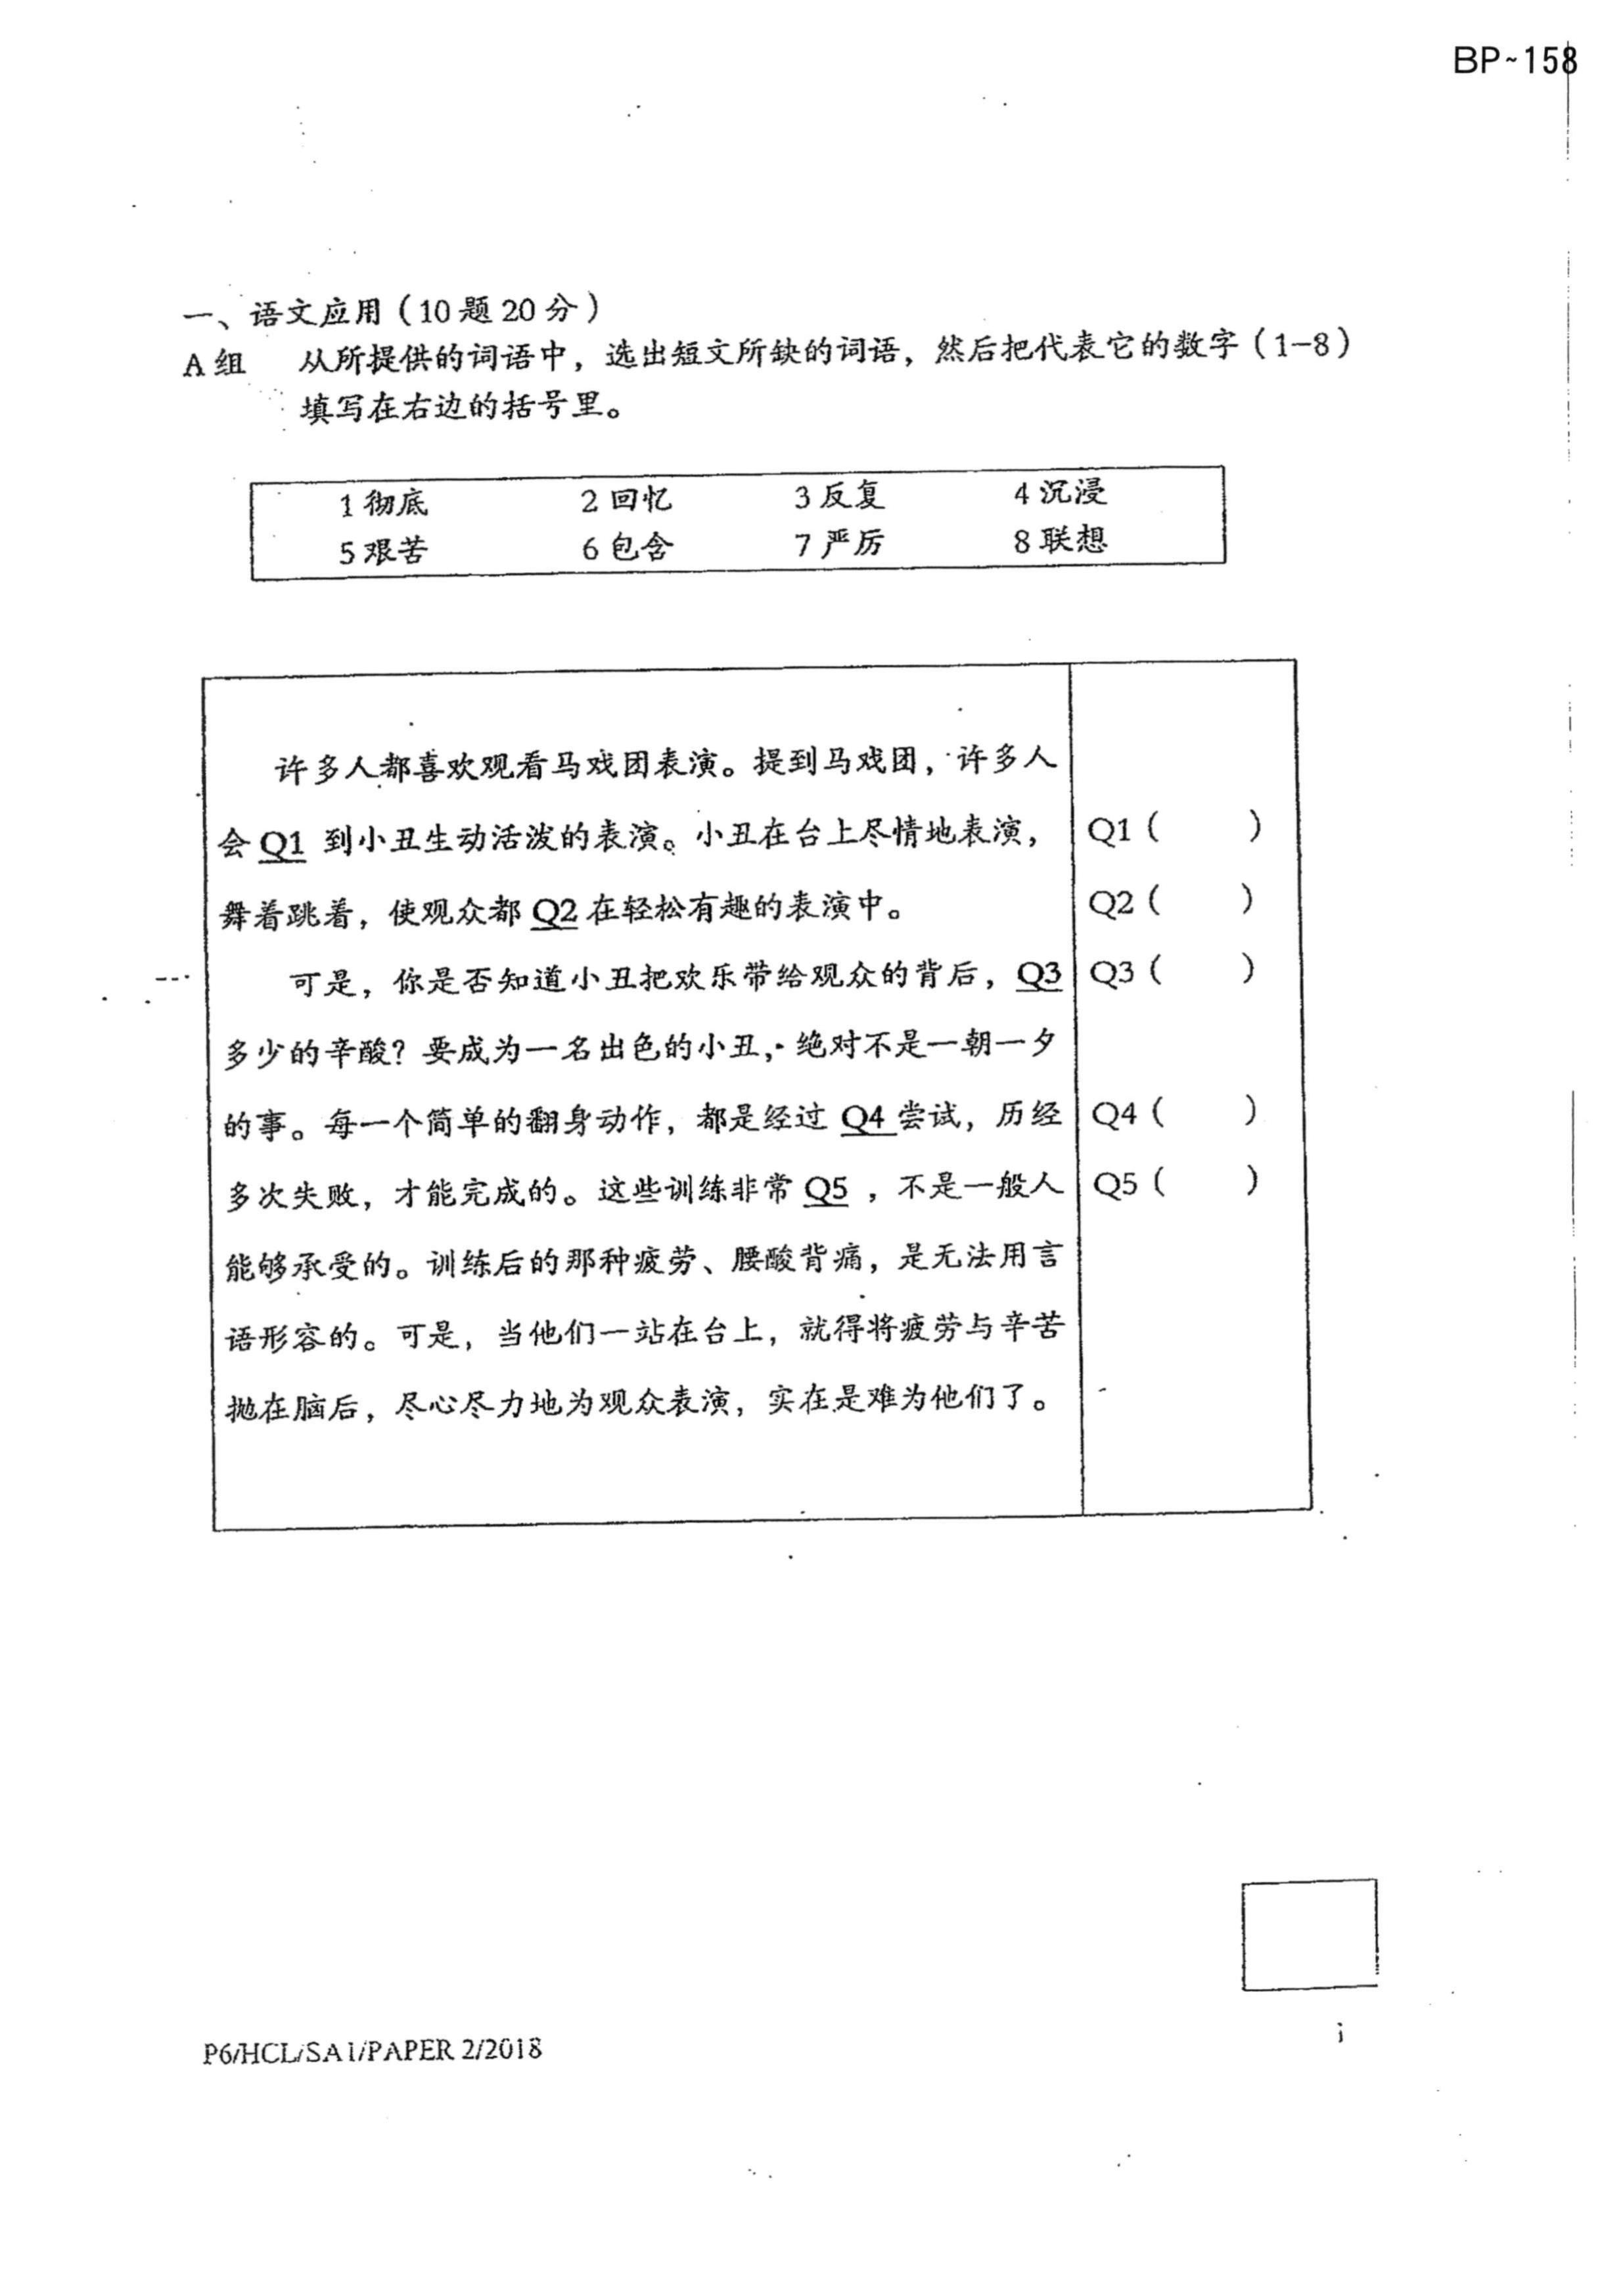 BP~158
一、语文应用（10题20分）
A组 从所提供的词语中，选出短文所缺的词语，然后把代表它的数字（1-8）
填写在右边的括号里。
1 彻底 2 回忆 3 反复 4 沉浸
5 艰苦 6 包含 7 严厉 8 联想
许多人都喜欢观看马戏团表演。提到马戏团，许多人
会 Q1 到小丑生动活泼的表演。小丑在台上尽情地表演， Q1（ ）
舞着跳着，使观众都 Q2 在轻松有趣的表演中。 Q2（ ）
可是，你是否知道小丑把欢乐带给观众的背后，Q3 Q3（ ）
多少的辛酸？要成为一名出色的小丑，绝对不是一朝一夕
的事。每一个简单的翻身动作，都是经过 Q4 尝试，历经 Q4（ ）
多次失败，才能完成的。这些训练非常 Q5 ，不是一般人 Q5（ ）
能够承受的。训练后的那种疲劳、腰酸背痛，是无法用言
语形容的。可是，当他们一站在台上，就得将疲劳与辛苦
抛在脑后，尽心尽力地为观众表演，实在是难为他们了。
P6/HCL/SA1/PAPER 2/2018
i